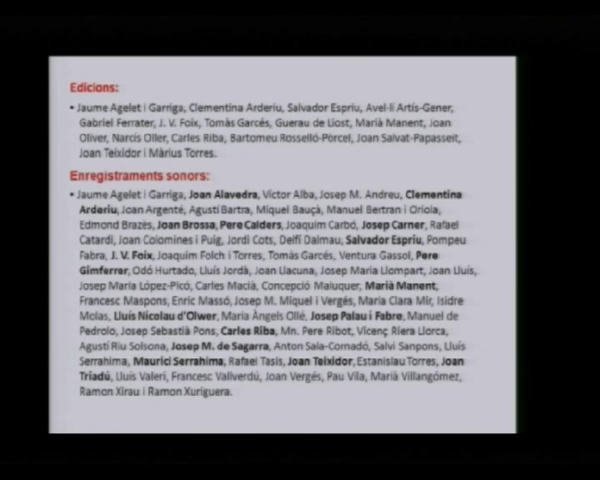 Edicions:
• Jaume Agelet i Garriga, Clementina Arderiu, Salvador Espriu, Avel·lí Artís-Gener,
Gabriel Ferrater, J. V. Foix, Tomàs Garcés, Guerau de Liost, Marià Manent, Joan
Oliver, Narcís Oller, Carles Riba, Bartomeu Rosselló-Pòrcel, Joan Salvat-Papasseit,
Joan Teixidor i Màrius Torres.
Enregistraments sonors:
• Jaume Agelet i Garriga, Joan Alavedra, Víctor Alba, Josep M. Andreu, Clementina
Arderiu, Joan Argenté, Agustí Bartra, Miquel Bauçà, Manuel Bertran i Oriola,
Edmond Brazès, Joan Brossa, Pere Calders, Joaquim Carbó, Josep Carner, Rafael
Catardi, Joan Colomines i Puig, Jordi Cots, Delfí Dalmau, Salvador Espriu, Pompeu
Fabra, J. V. Foix, Joaquim Folch i Torres, Tomàs Garcés, Ventura Gassol, Pere
Gimferrer, Odó Hurtado, Lluís Jordà, Joan Llacuna, Josep Maria Llompart, Joan Lluís,
Josep Maria López-Picó, Carles Macià, Concepció Maluquer, Marià Manent,
Francesc Maspons, Enric Massó, Josep M. Miquel i Vergés, Maria Clara Mir, Isidre
Molas, Lluís Nicolau d'Olwer, Maria Àngels Ollé, Josep Palau i Fabre, Manuel de
Pedrolo, Josep Sebastià Pons, Carles Riba, Mn. Pere Ribot, Vicenç Riera Llorca,
Agustí Riu Solsona, Josep M. de Sagarra, Anton Sala-Cornadó, Salvi Sanpons, Lluís
Serrahima, Maurici Serrahima, Rafael Tasis, Joan Teixidor, Estanislau Torres, Joan
Triadú, Lluís Valeri, Francesc Vallverdú, Joan Vergés, Pau Vila, Marià Villangómez,
Ramon Xirau i Ramon Xuriguera.